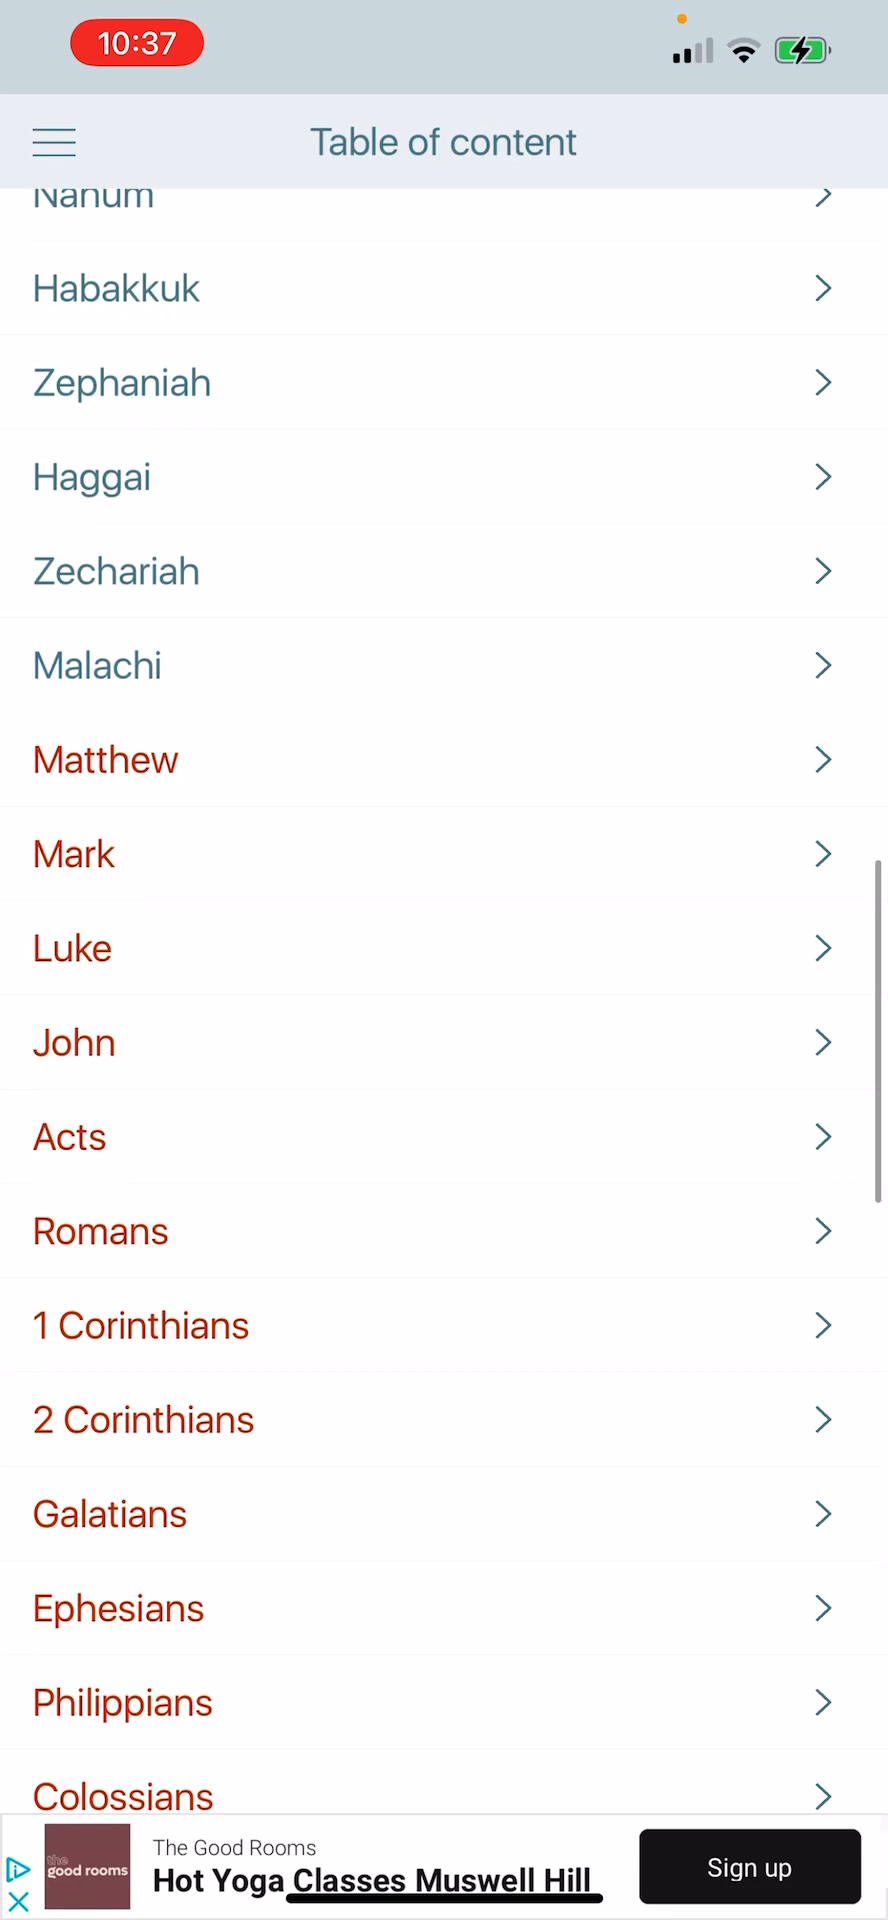 10:37
Table of content
Nahum
Habakkuk
Zephaniah
Haggai
Zechariah
Malachi
Matthew
Mark
Luke
John
Acts
Romans
1 Corinthians
2 Corinthians
Galatians
Ephesians
Philippians
Colossians
the
good rooms
The Good Rooms
Hot Yoga Classes Muswell Hill
Sign up